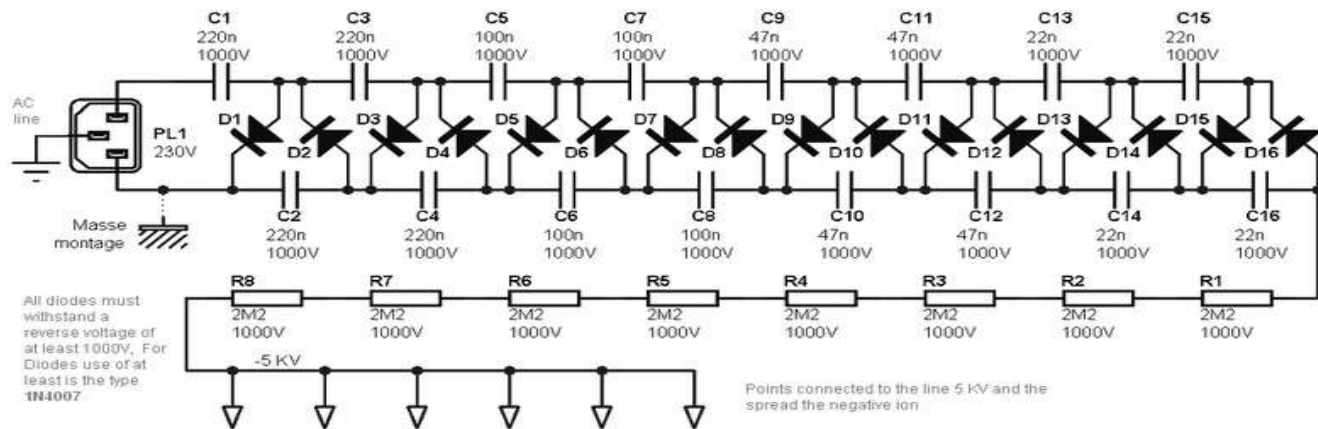 C1 C3 C5 C7 C9 C11 C13 C15
220n 220n 100n 100n 47n 47n 22n 22n
1000V 1000V 1000V 1000V 1000V 1000V 1000V 1000V
AC
line
PL1
230V
D1 D3 D5 D7 D9 D11 D13 D15
D2 D4 D6 D8 D10 D12 D14 D16
Masse
montage
C2 C4 C6 C8 C10 C12 C14 C16
220n 220n 100n 100n 47n 47n 22n 22n
1000V 1000V 1000V 1000V 1000V 1000V 1000V 1000V
R8 R7 R6 R5 R4 R3 R2 R1
2M2 2M2 2M2 2M2 2M2 2M2 2M2 2M2
1000V 1000V 1000V 1000V 1000V 1000V 1000V 1000V
All diodes must
withstand a
reverse voltage of
at least 1000V, For
Diodes use of at
least is the type
1N4007
-5 KV
Points connected to the line 5 KV and the
spread the negative ion